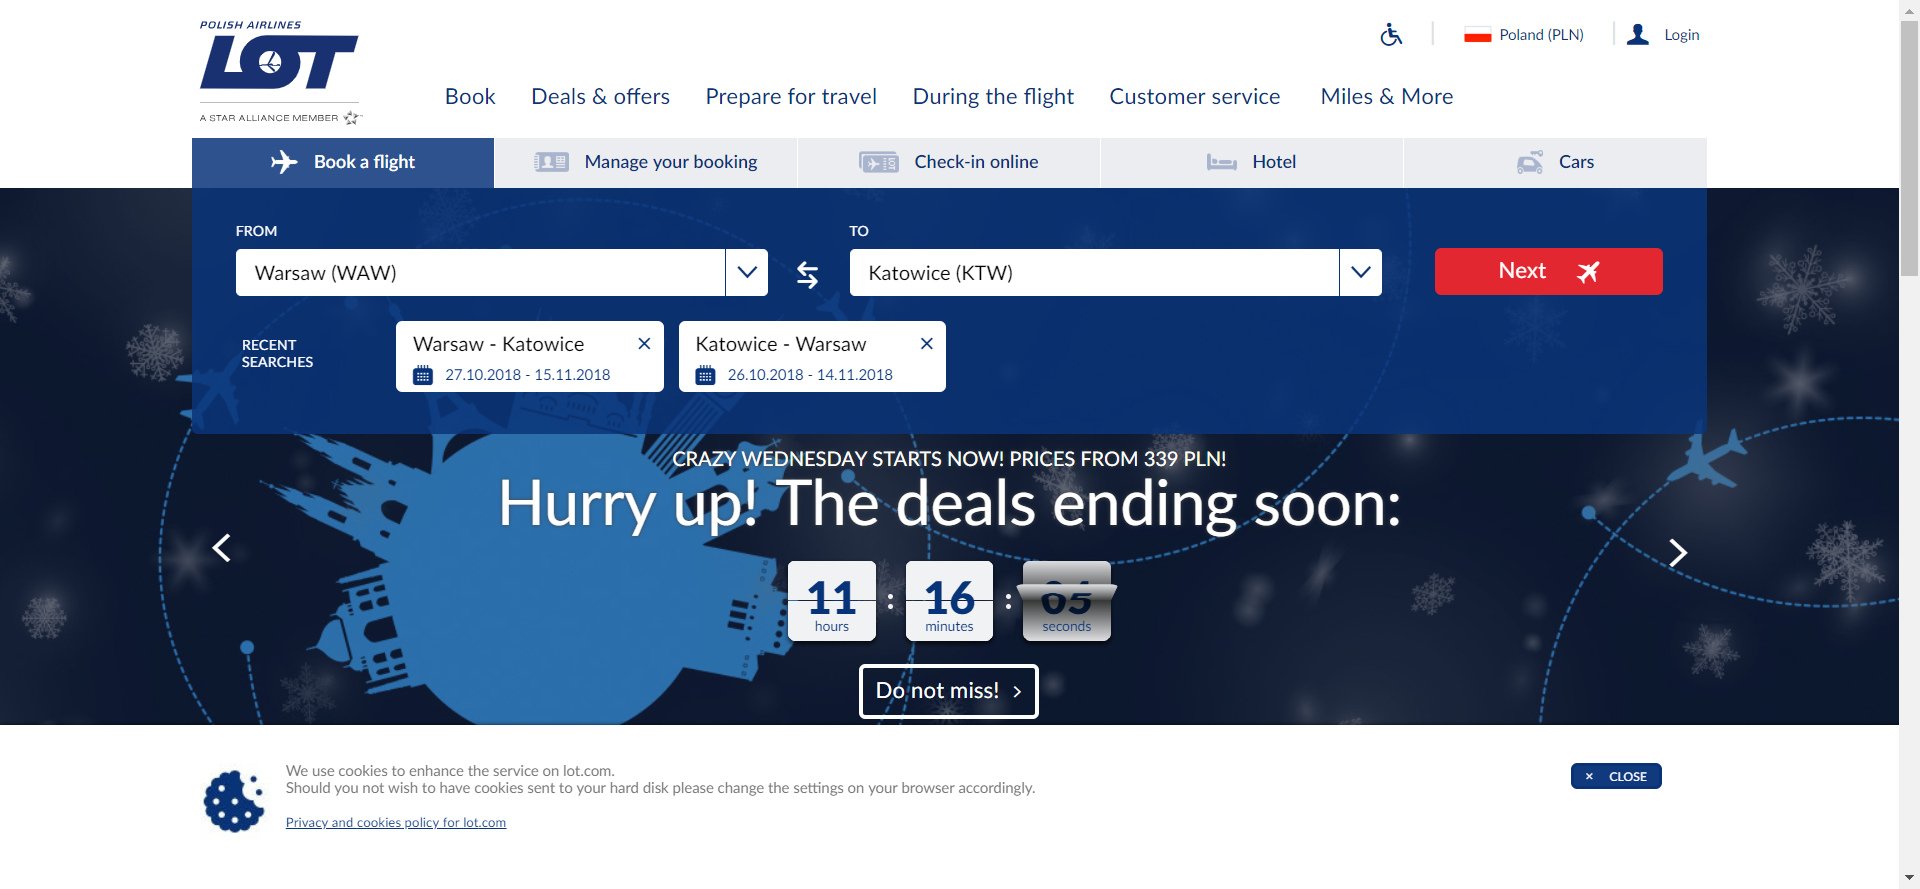 POLISH AIRLINES
LOT
A STAR ALLIANCE MEMBER
Poland (PLN)
Login
Book
Deals & offers
Prepare for travel
During the flight
Customer service
Miles & More
Book a flight
Manage your booking
Check-in online
Hotel
Cars
FROM
Warsaw (WAW)
TO
Katowice (KTW)
Next
RECENT
SEARCHES
Warsaw - Katowice
27.10.2018 - 15.11.2018
Katowice - Warsaw
26.10.2018 - 14.11.2018
CRAZY WEDNESDAY STARTS NOW! PRICES FROM 339 PLN!
Hurry up! The deals ending soon:
11 : 16 :
hours
minutes
seconds
Do not miss!
We use cookies to enhance the service on lot.com.
Should you not wish to have cookies sent to your hard disk please change the settings on your browser accordingly.
Privacy and cookies policy for lot.com
× CLOSE